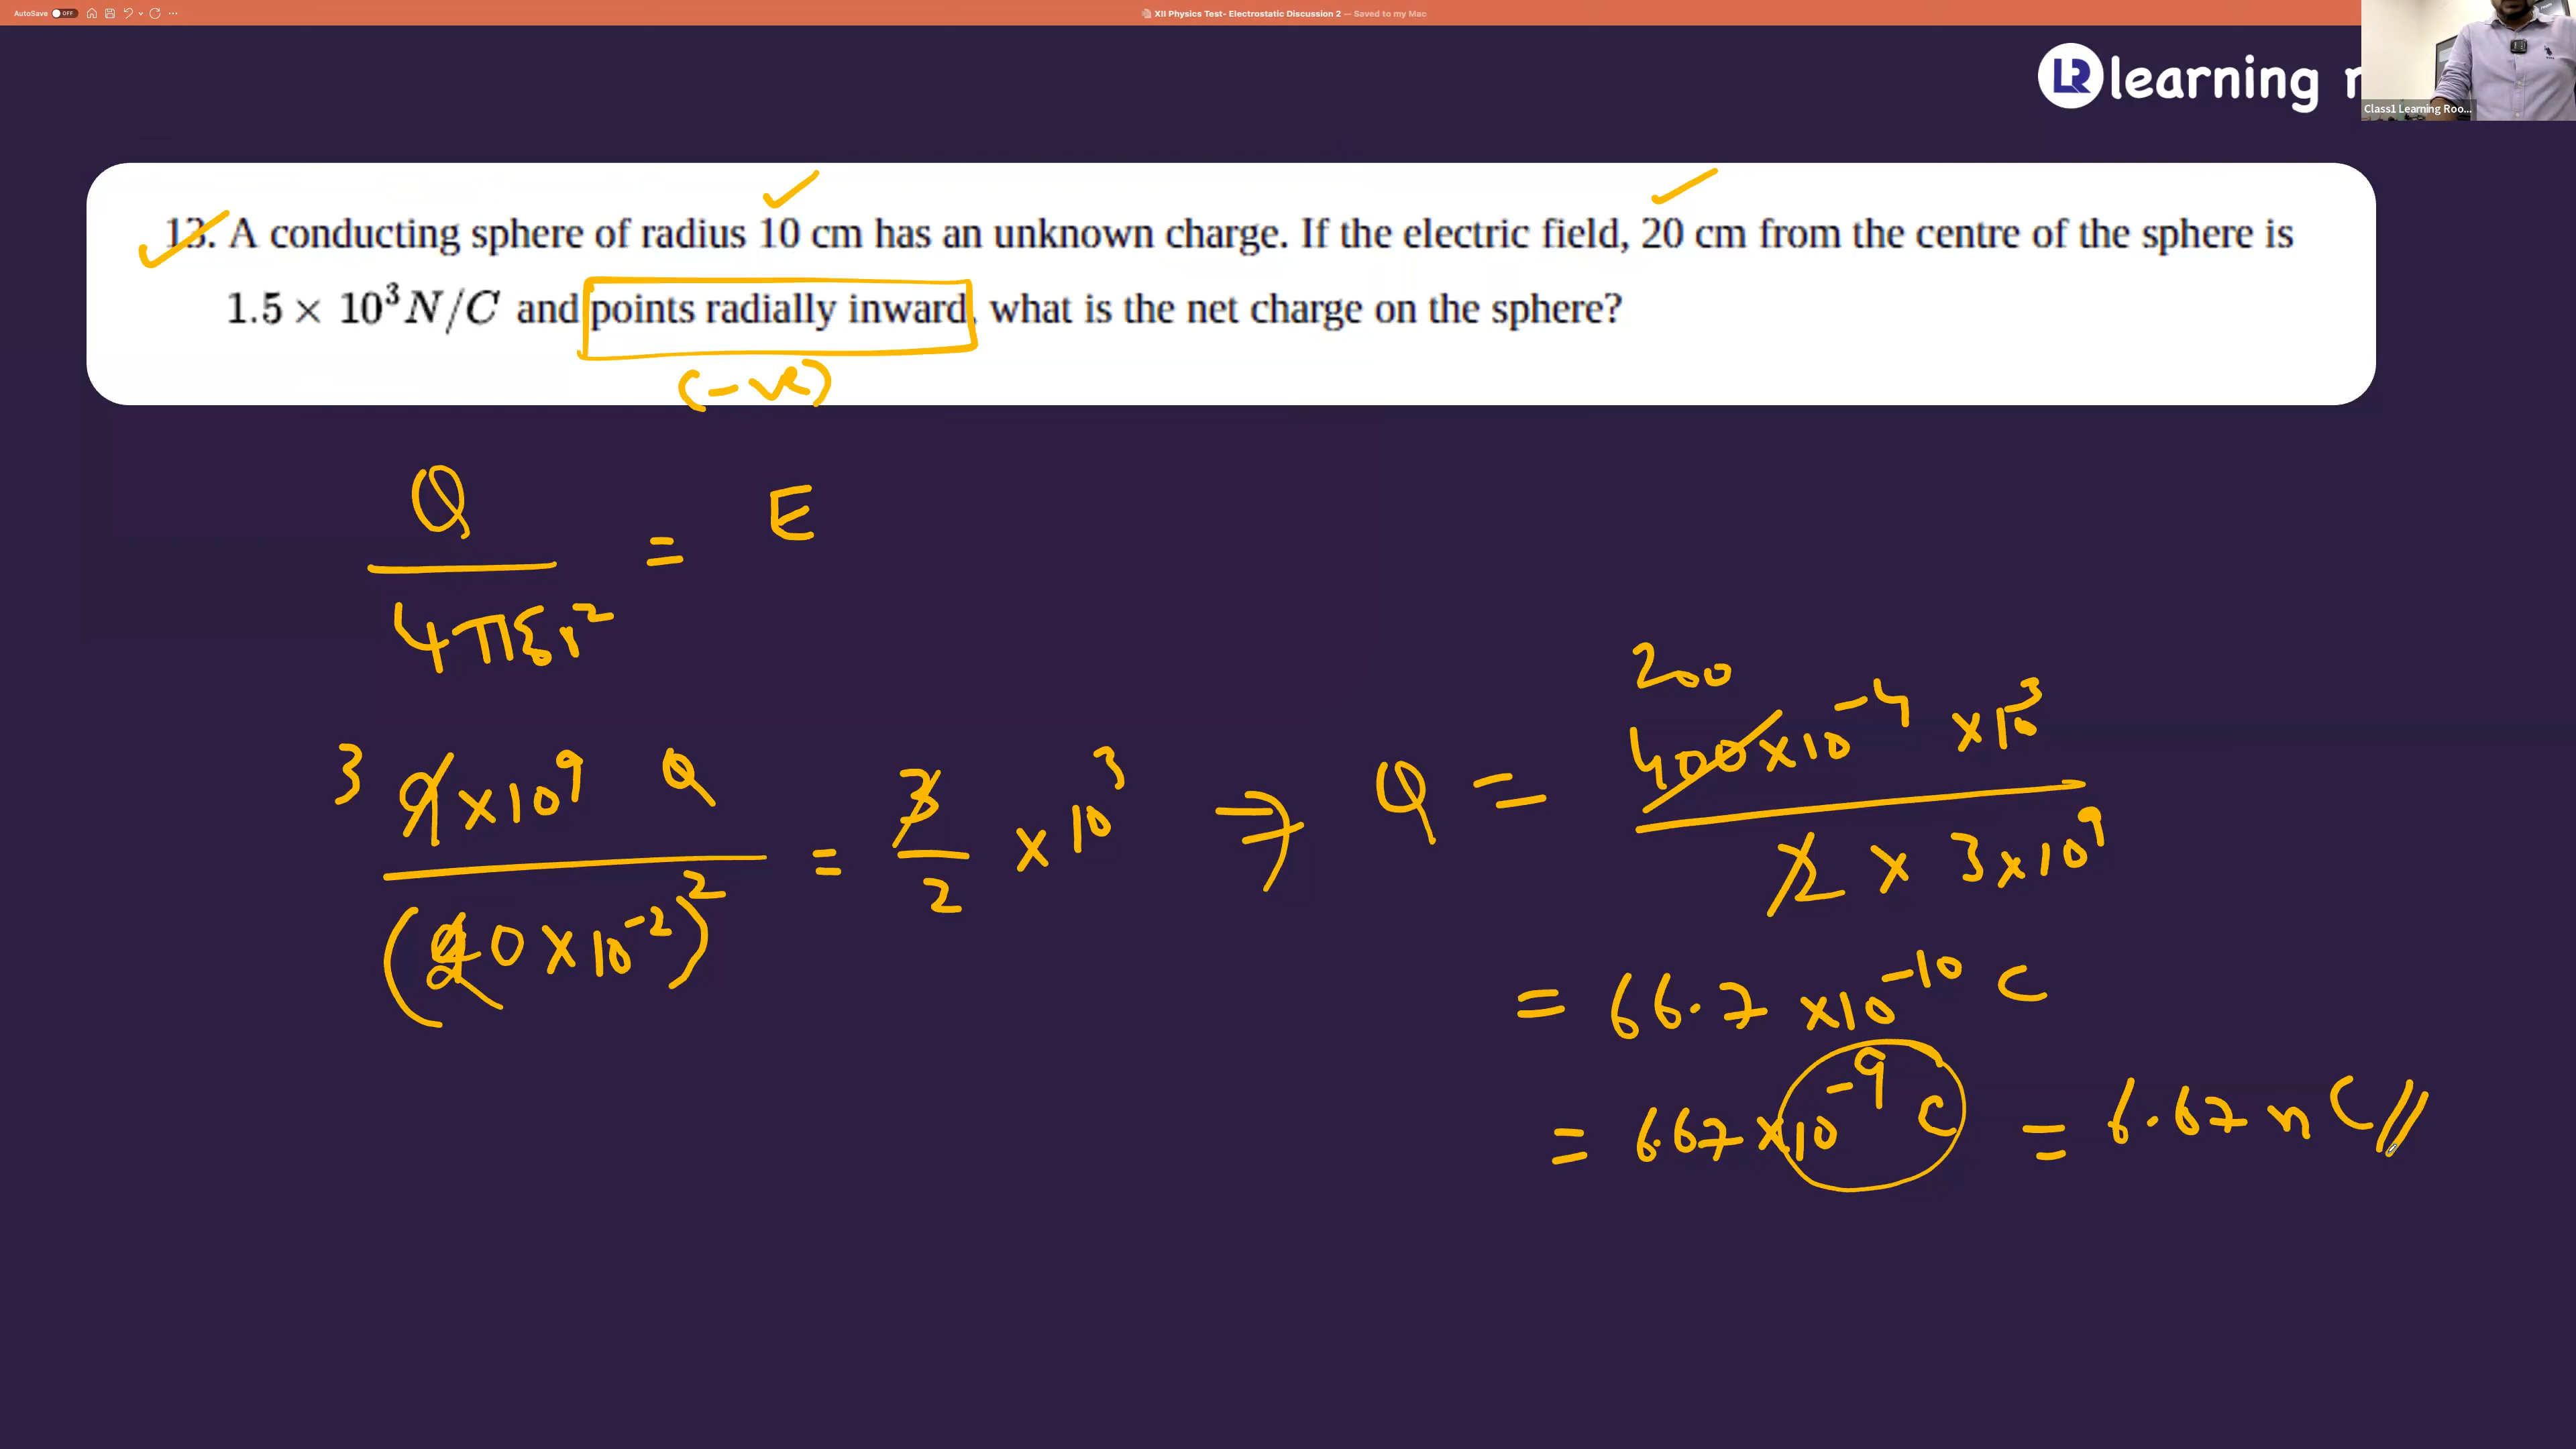 AutoSave OFF
XII Physics Test- Electrostatic Discussion 2 — Saved to my Mac
LR learning r
Class1 Learning Roo...
13. A conducting sphere of radius 10 cm has an unknown charge. If the electric field, 20 cm from the centre of the sphere is
1.5 × 10³ N/C and points radially inward, what is the net charge on the sphere?
(-ve)
Q / 4πε₀r² = E
3 9×10⁹ Q / (20×10⁻²)² = 3/2 × 10³ ⇒ Q = 200 400×10⁻⁴ ×10³ / 2 × 3×10⁹
= 66.7 ×10⁻¹⁰ C
= 6.67 ×10⁻⁹ C = 6.67 nC//